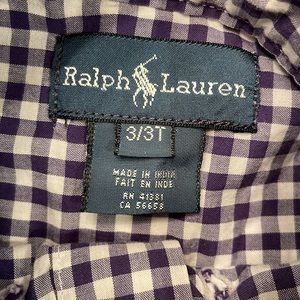 Ralph Lauren
3/3T
MADE IN INDIA
FAIT EN INDE
RN 41381
CA 56658